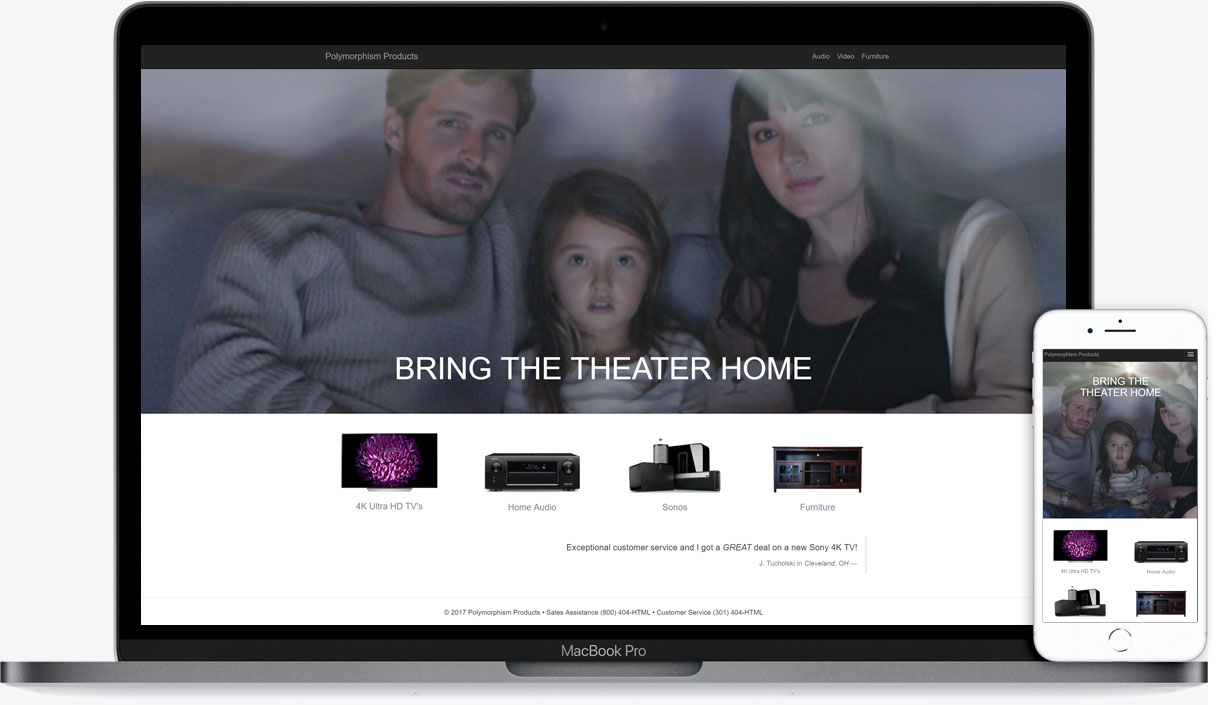 Polymorphism Products
Audio Video Furniture
BRING THE THEATER HOME
4K Ultra HD TV's
Home Audio
Sonos
Furniture
Exceptional customer service and I got a GREAT deal on a new Sony 4K TV!
J. Tucholski in Cleveland, OH —
© 2017 Polymorphism Products • Sales Assistance (800) 404-HTML • Customer Service (301) 404-HTML
MacBook Pro
Polymorphism Products
BRING THE
THEATER HOME
4K Ultra HD TV's
Home Audio